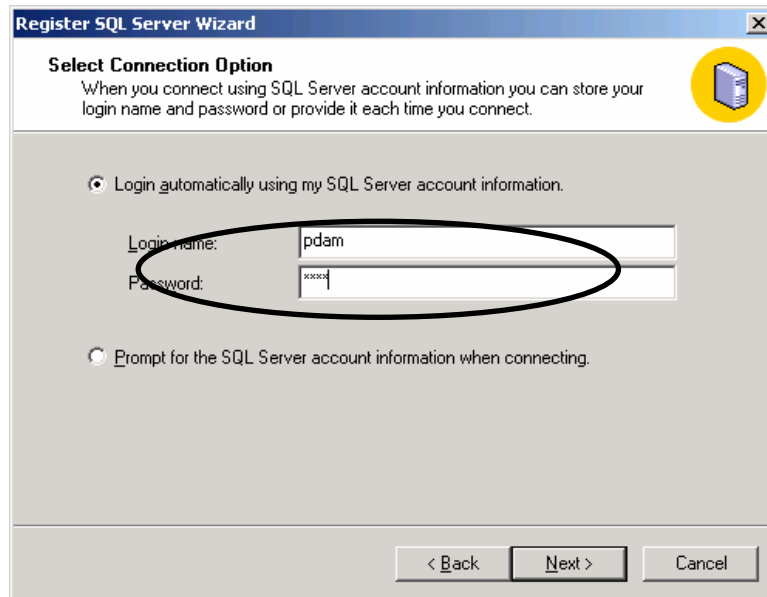 Register SQL Server Wizard
Select Connection Option
When you connect using SQL Server account information you can store your
login name and password or provide it each time you connect.
Login automatically using my SQL Server account information.
Login name: pdam
Password: xxxx
Prompt for the SQL Server account information when connecting.
< Back Next > Cancel